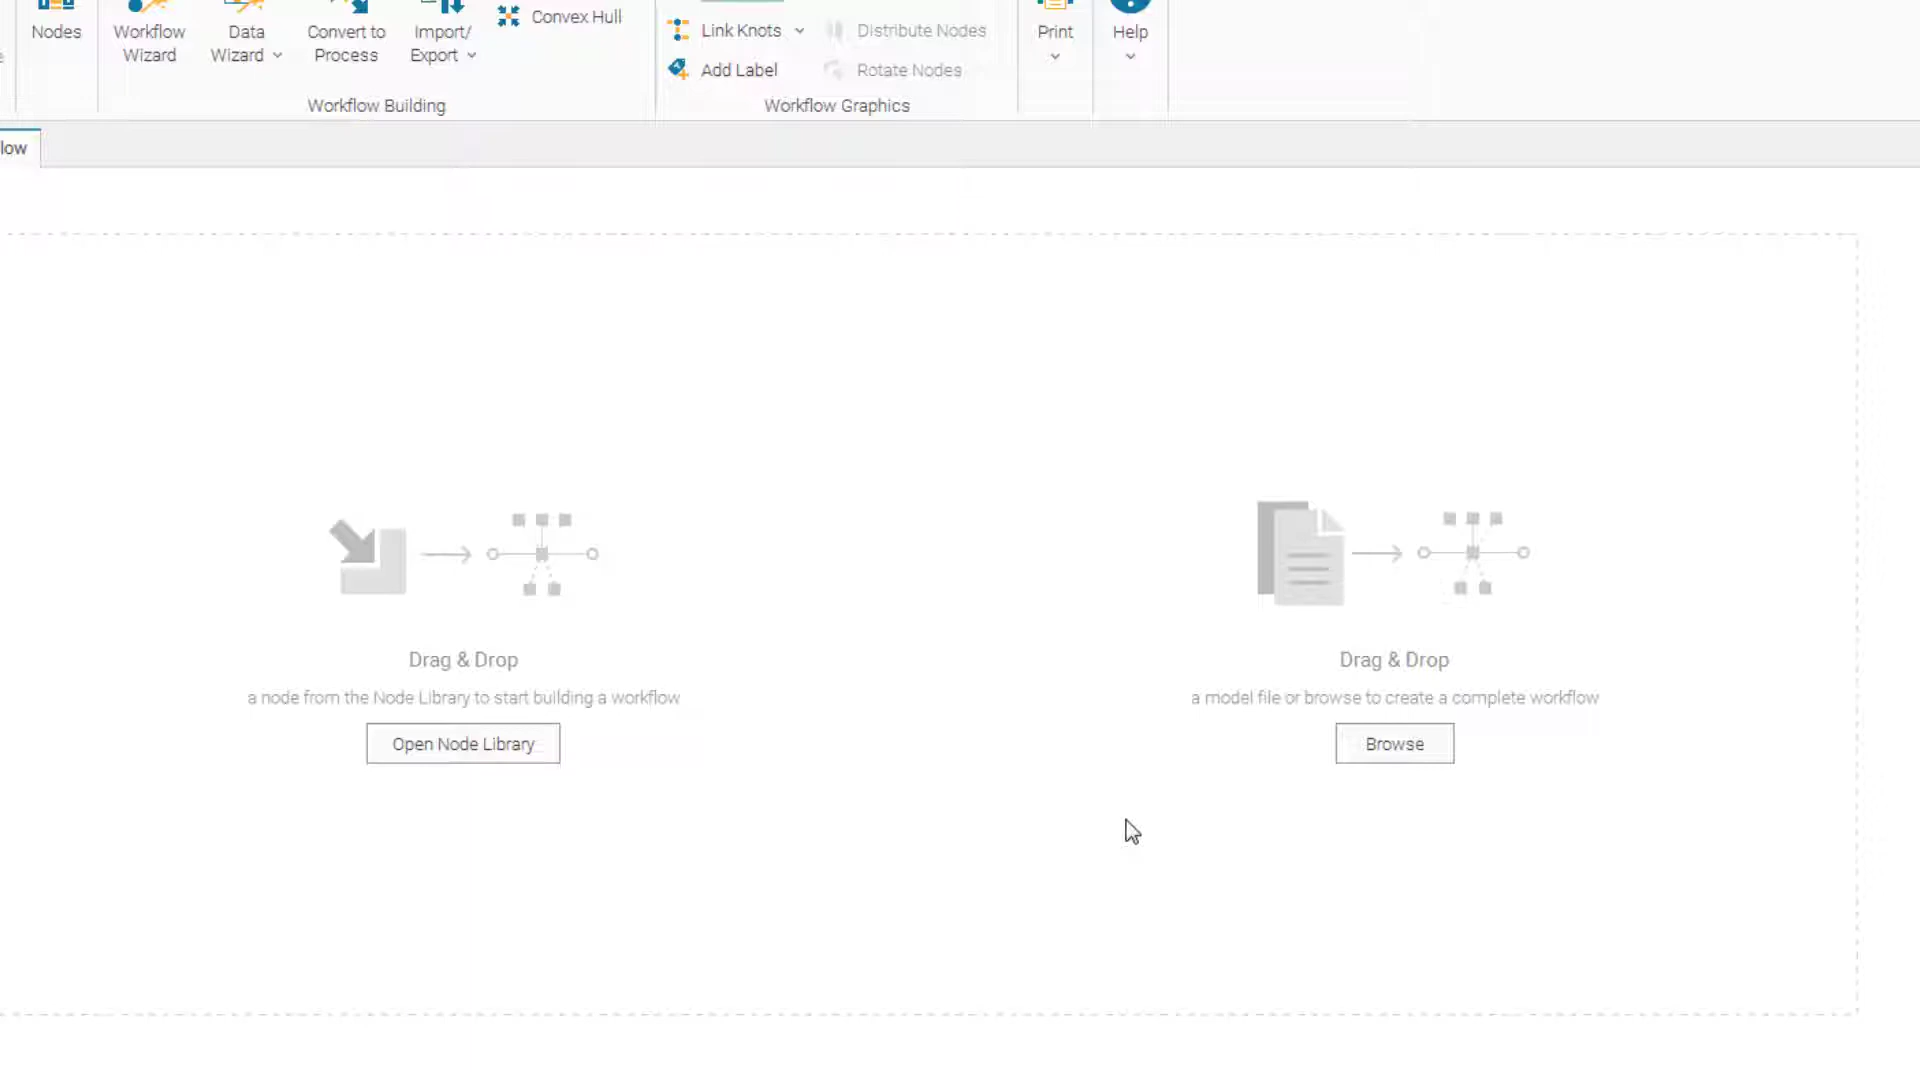 Nodes
Workflow
Wizard
Data
Wizard
Convert to
Process
Import/
Export
Convex Hull
Workflow Building
Link Knots
Distribute Nodes
Add Label
Rotate Nodes
Workflow Graphics
Print
Help
low
Drag & Drop
a node from the Node Library to start building a workflow
Open Node Library
Drag & Drop
a model file or browse to create a complete workflow
Browse